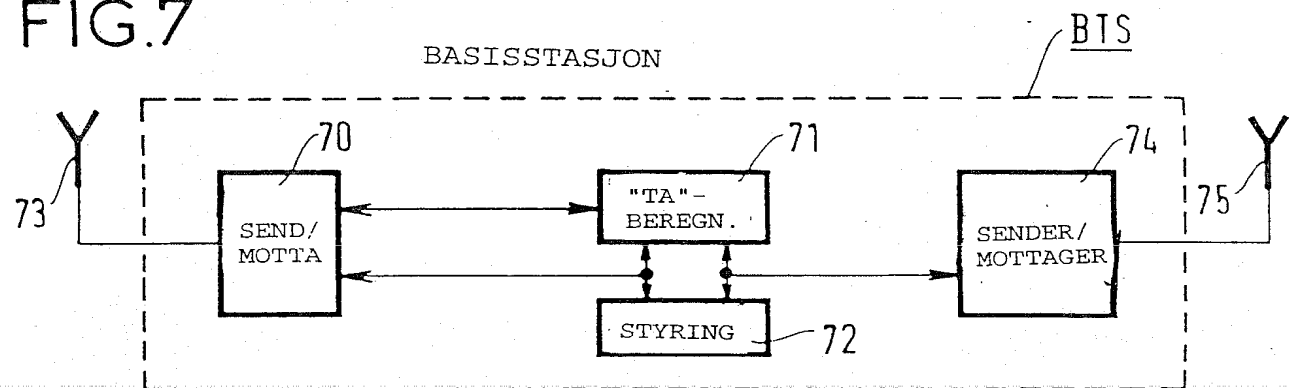 FIG.7
BASISSTASJON
BTS
70
71
74
73
75
SEND/
MOTTA
"TA"-
BEREGN.
SENDER/
MOTTAGER
STYRING
72